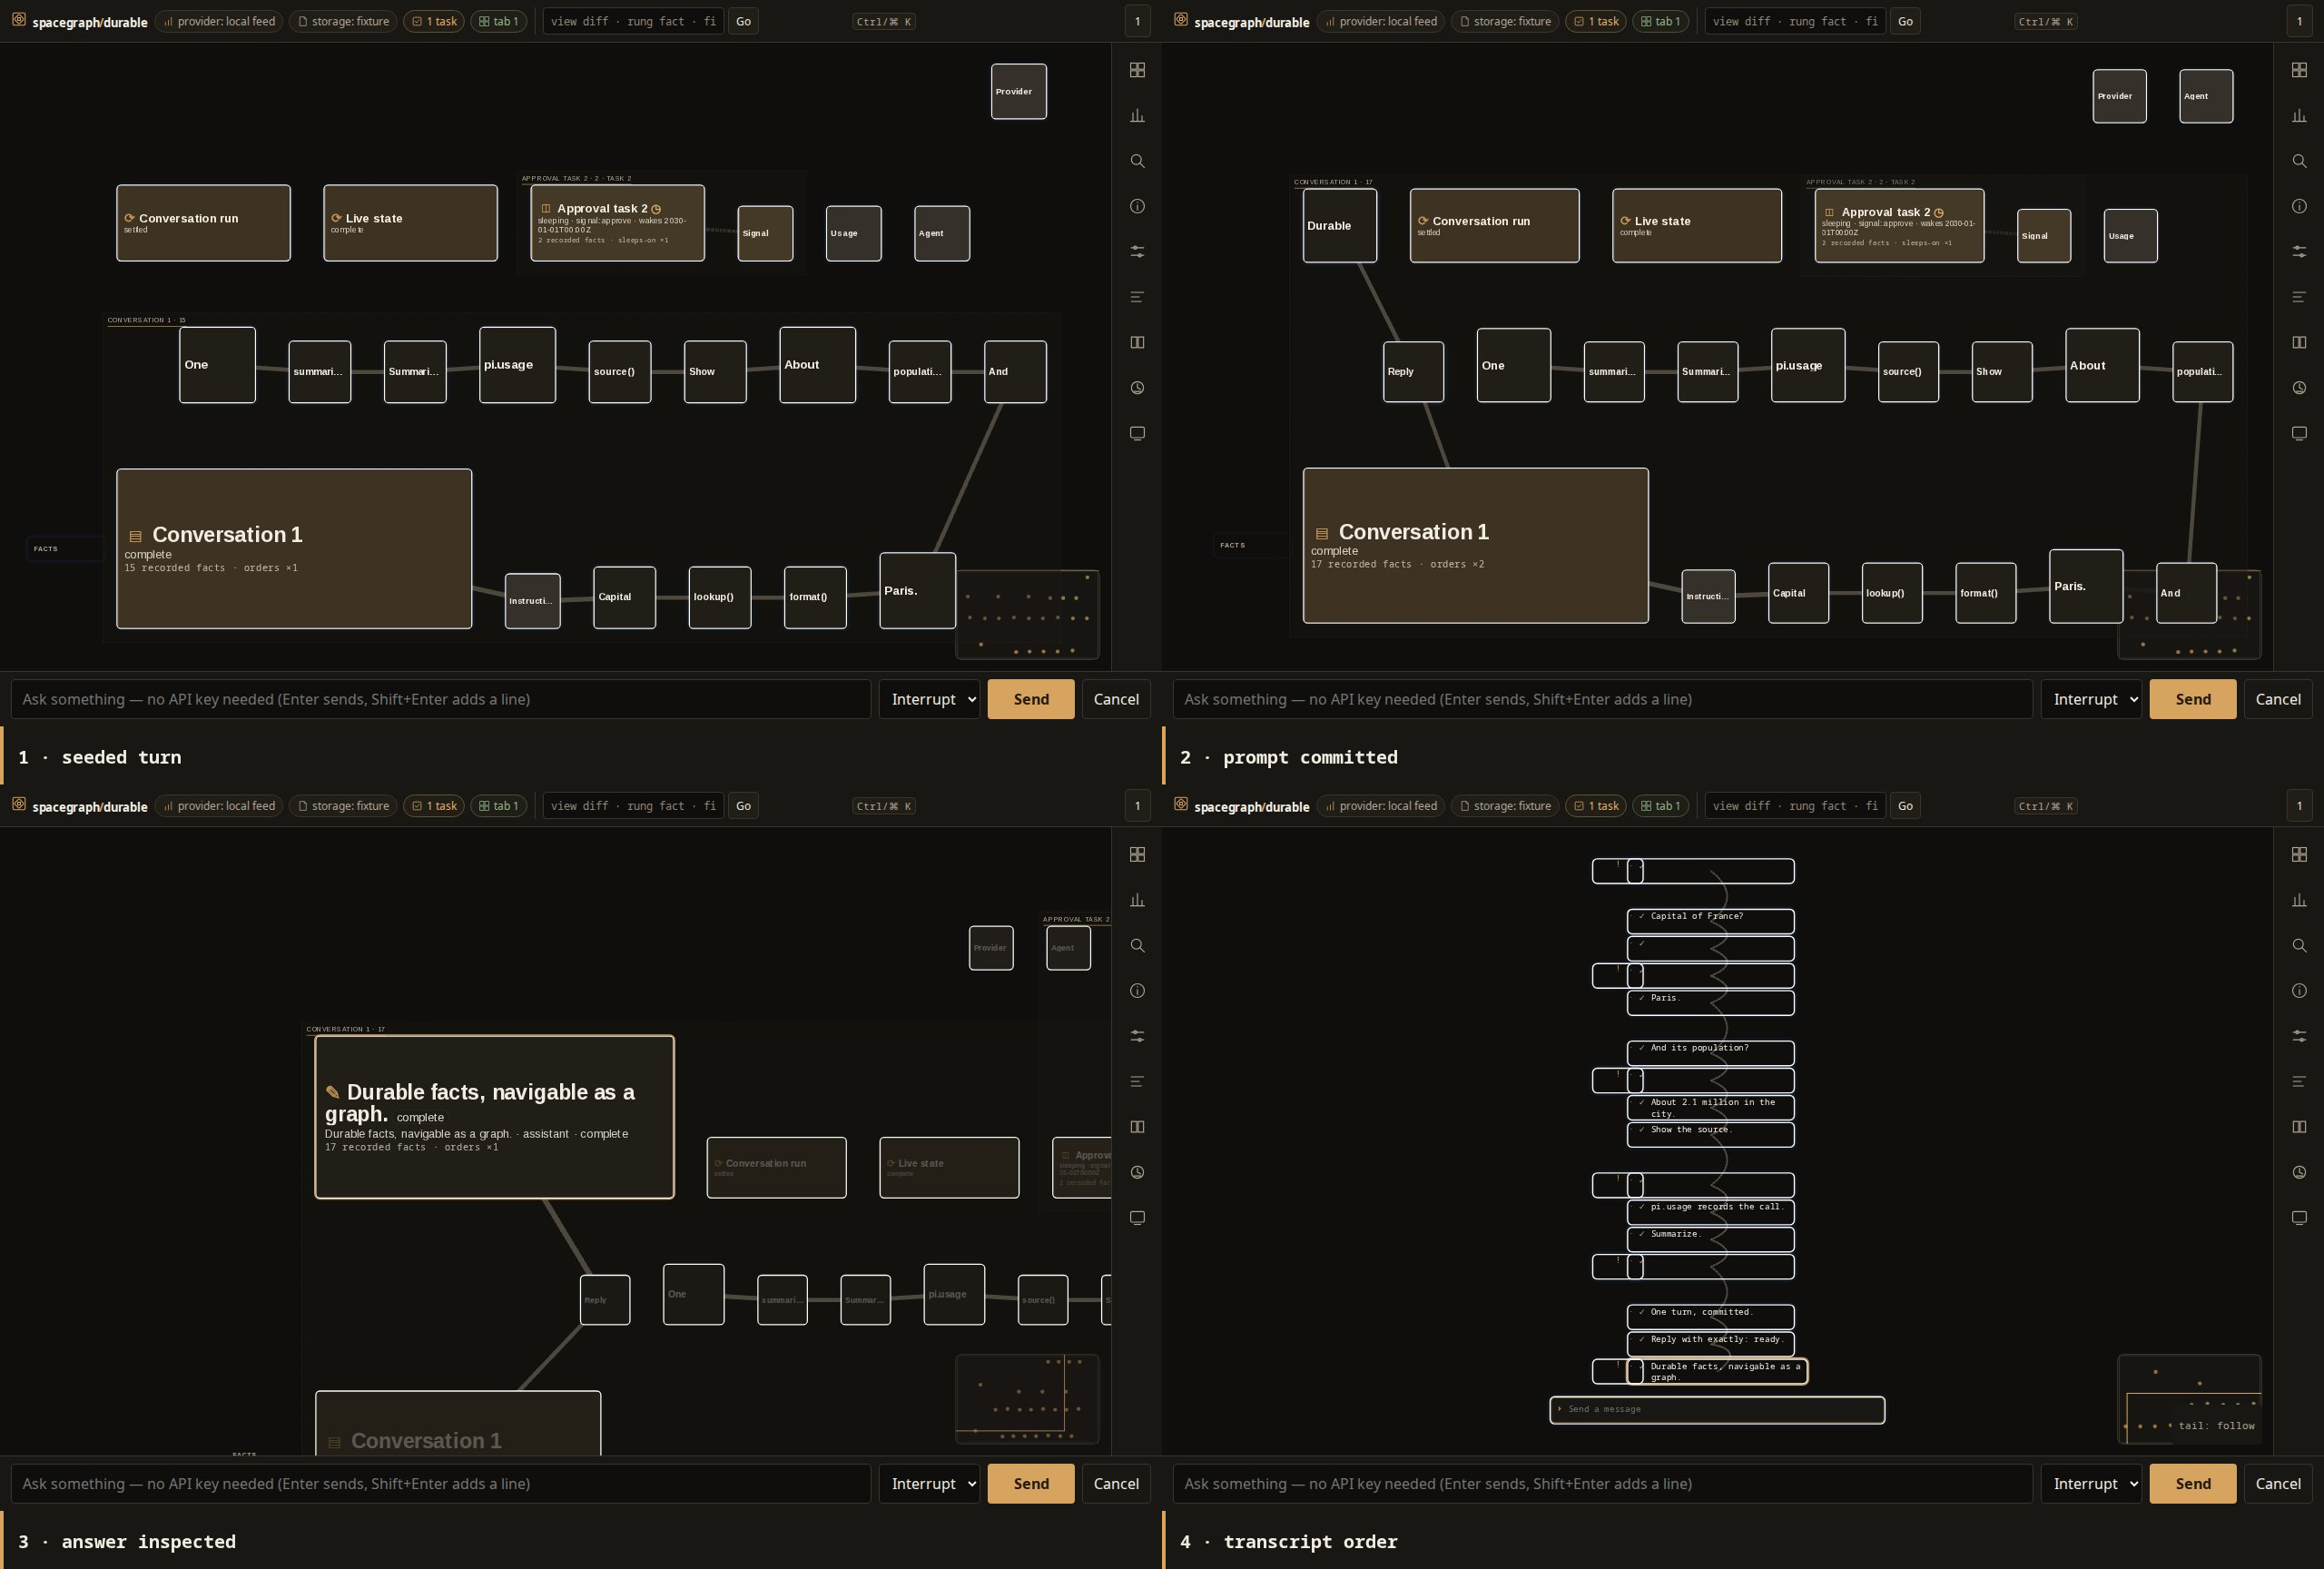 spacegraph/durable provider: local feed storage: fixture 1 task tab 1 view diff · rung fact · fi Go Ctrl/⌘ K 1
Provider
APPROVAL TASK 2 · 2 · TASK 2
Conversation run
settled
Live state
complete
Approval task 2
sleeping · signal: approve · wakes 2030-
01-01T00:00Z
2 recorded facts · sleeps-on ×1
Signal
Usage
Agent
CONVERSATION 1 · 15
One
summari...
Summari...
pi.usage
source()
Show
About
populati...
And
FACTS
Conversation 1
complete
15 recorded facts · orders ×1
Instructi...
Capital
lookup()
format()
Paris.
Ask something — no API key needed (Enter sends, Shift+Enter adds a line) Interrupt Send Cancel
1 · seeded turn
spacegraph/durable provider: local feed storage: fixture 1 task tab 1 view diff · rung fact · fi Go Ctrl/⌘ K 1
Provider
Agent
CONVERSATION 1 · 17
APPROVAL TASK 2 · 2 · TASK 2
Durable
Conversation run
settled
Live state
complete
Approval task 2
sleeping · signal: approve · wakes 2030-01-
01T00:00Z
2 recorded facts · sleeps-on ×1
Signal
Usage
Reply
One
summari...
Summari...
pi.usage
source()
Show
About
populati...
FACTS
Conversation 1
complete
17 recorded facts · orders ×2
Instructi...
Capital
lookup()
format()
Paris.
And
Ask something — no API key needed (Enter sends, Shift+Enter adds a line) Interrupt Send Cancel
2 · prompt committed
spacegraph/durable provider: local feed storage: fixture 1 task tab 1 view diff · rung fact · fi Go Ctrl/⌘ K 1
APPROVAL TASK 2
Provider
Agent
CONVERSATION 1 · 17
Durable facts, navigable as a
graph. complete
Durable facts, navigable as a graph. · assistant · complete
17 recorded facts · orders ×1
Conversation run
settled
Live state
complete
Approva
sleeping · signal
01-01T00:00Z
2 recorded fac
Reply
One
summari...
Summar...
pi.usage
source()
S
Conversation 1
FACTS
Ask something — no API key needed (Enter sends, Shift+Enter adds a line) Interrupt Send Cancel
3 · answer inspected
spacegraph/durable provider: local feed storage: fixture 1 task tab 1 view diff · rung fact · fi Go Ctrl/⌘ K 1
!
✓ Capital of France?
✓
!
✓ Paris.
✓ And its population?
!
✓ About 2.1 million in the
city.
✓ Show the source.
!
✓ pi.usage records the call.
✓ Summarize.
!
✓ One turn, committed.
✓ Reply with exactly: ready.
! Durable facts, navigable as a
graph.
› Send a message
tail: follow
Ask something — no API key needed (Enter sends, Shift+Enter adds a line) Interrupt Send Cancel
4 · transcript order